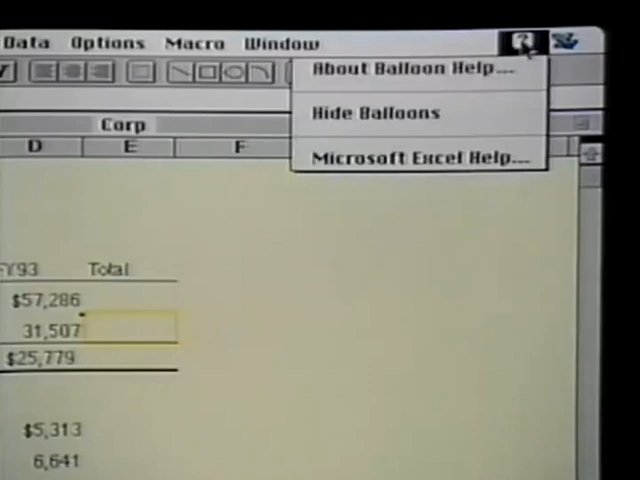 Data Options Macro Window ?
About Balloon Help...
Hide Balloons
Microsoft Excel Help...
Corp
D E F
FY93 Total
$57,286
31,507
$25,779
$5,313
6,641